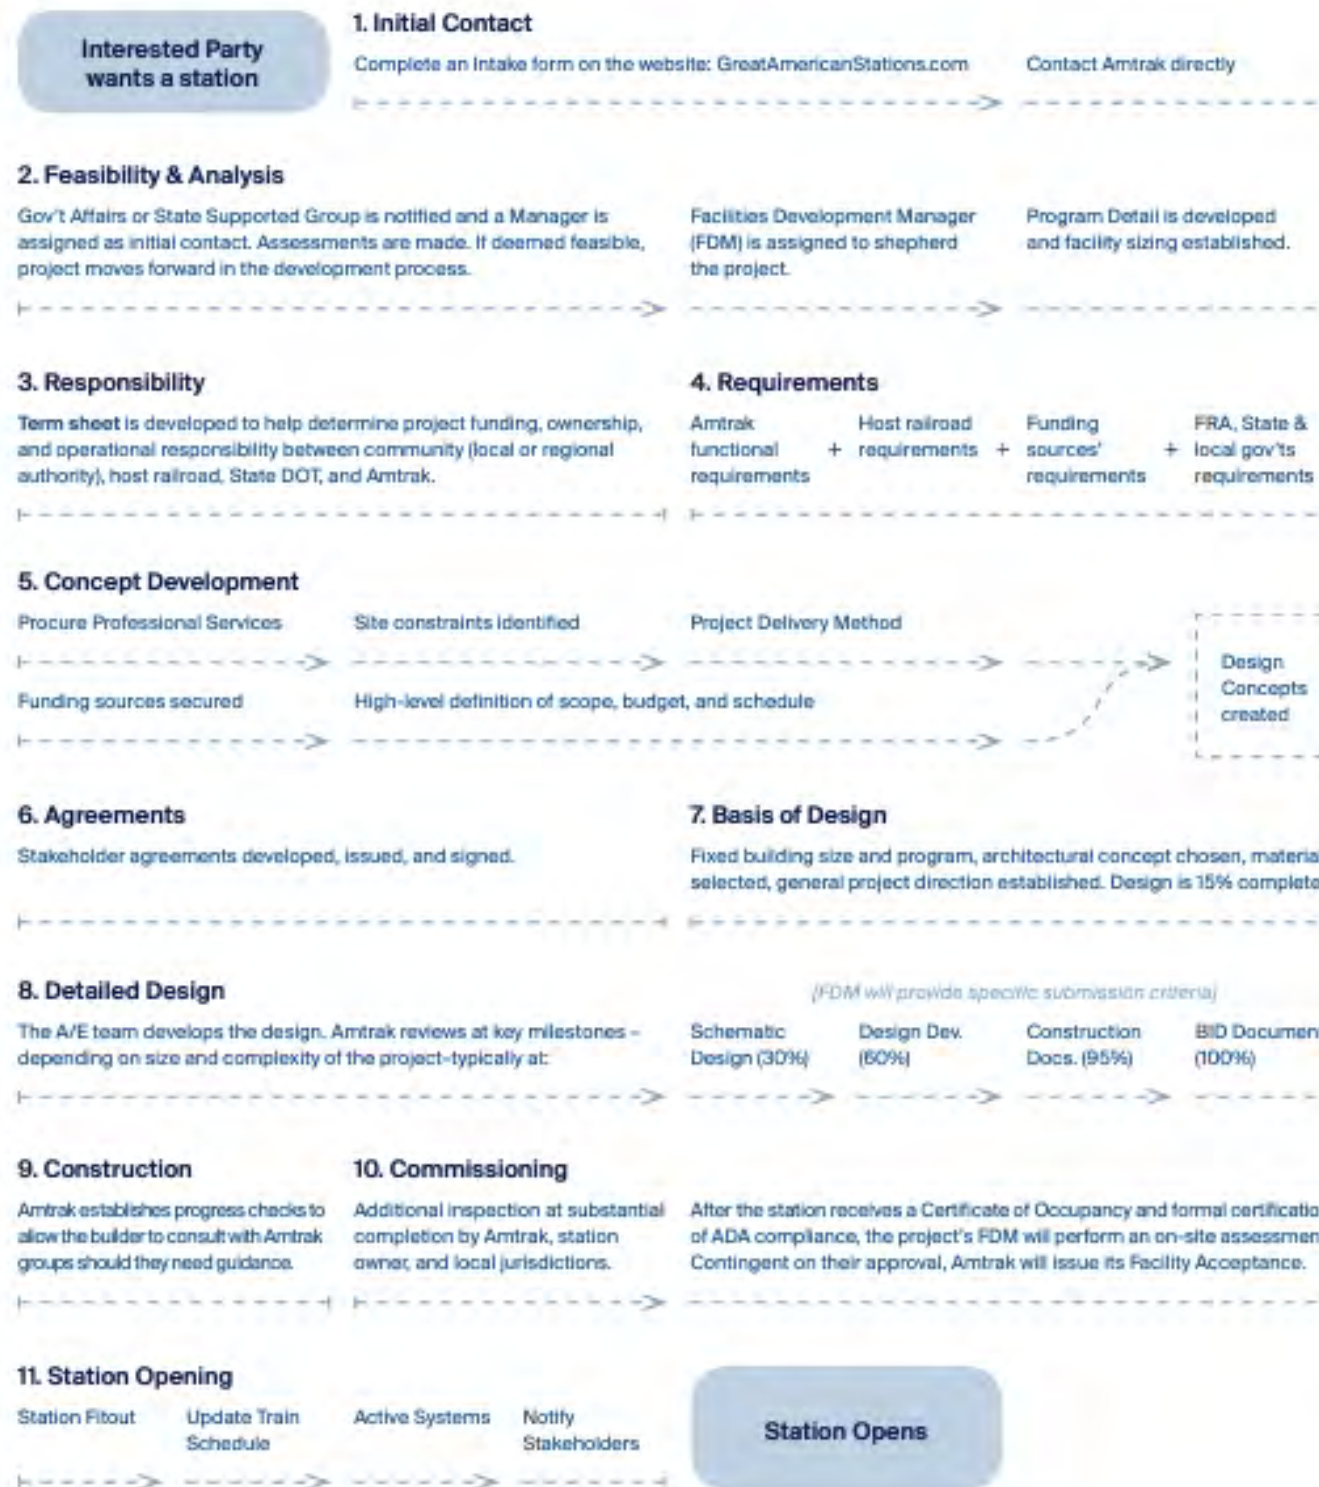 Interested Party
wants a station
1. Initial Contact
Complete an Intake form on the website: GreatAmericanStations.com
Contact Amtrak directly
2. Feasibility & Analysis
Gov't Affairs or State Supported Group is notified and a Manager is
assigned as initial contact. Assessments are made. If deemed feasible,
project moves forward in the development process.
Facilities Development Manager
(FDM) is assigned to shepherd
the project.
Program Detail is developed
and facility sizing established.
3. Responsibility
Term sheet is developed to help determine project funding, ownership,
and operational responsibility between community (local or regional
authority), host railroad, State DOT, and Amtrak.
4. Requirements
Amtrak
functional
requirements
+
Host railroad
requirements
+
Funding
sources'
requirements
+
FRA, State &
local gov'ts
requirements
5. Concept Development
Procure Professional Services
Site constraints identified
Project Delivery Method
Funding sources secured
High-level definition of scope, budget, and schedule
Design
Concepts
created
6. Agreements
Stakeholder agreements developed, issued, and signed.
7. Basis of Design
Fixed building size and program, architectural concept chosen, materia
selected, general project direction established. Design is 15% complete
8. Detailed Design
The A/E team develops the design. Amtrak reviews at key milestones –
depending on size and complexity of the project–typically at:
(FDM will provide specific submission criteria)
Schematic
Design (30%)
Design Dev.
(60%)
Construction
Docs. (95%)
BID Documen
(100%)
9. Construction
Amtrak establishes progress checks to
allow the builder to consult with Amtrak
groups should they need guidance.
10. Commissioning
Additional inspection at substantial
completion by Amtrak, station
owner, and local jurisdictions.
After the station receives a Certificate of Occupancy and formal certificatio
of ADA compliance, the project's FDM will perform an on-site assessmen
Contingent on their approval, Amtrak will issue its Facility Acceptance.
11. Station Opening
Station Fitout
Update Train
Schedule
Active Systems
Notify
Stakeholders
Station Opens